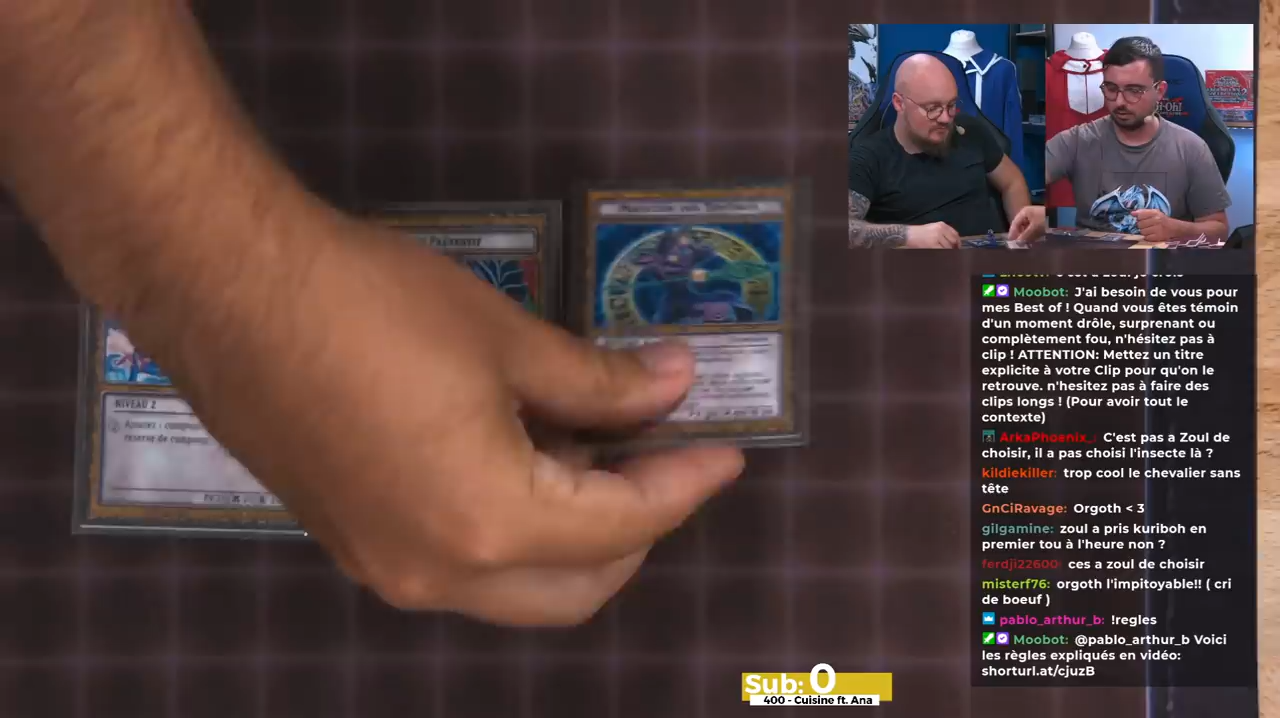 NIVEAU 2
Moobot: J'ai besoin de vous pour
mes Best of ! Quand vous êtes témoin
d'un moment drôle, surprenant ou
complètement fou, n'hésitez pas à
clip ! ATTENTION: Mettez un titre
explicite à votre Clip pour qu'on le
retrouve. n'hesitez pas à faire des
clips longs ! (Pour avoir tout le
contexte)
ArkaPhoenix_: C'est pas a Zoul de
choisir, il a pas choisi l'insecte là ?
kildiekiller: trop cool le chevalier sans
tête
GnCiRavage: Orgoth < 3
gilgamine: zoul a pris kuriboh en
premier tou à l'heure non ?
ferdji22600: ces a zoul de choisir
misterf76: orgoth l'impitoyable!! ( cri
de boeuf )
pablo_arthur_b: !regles
Moobot: @pablo_arthur_b Voici
les règles expliqués en vidéo:
shorturl.at/cjuzB
Sub: 0
400 - Cuisine ft. Ana